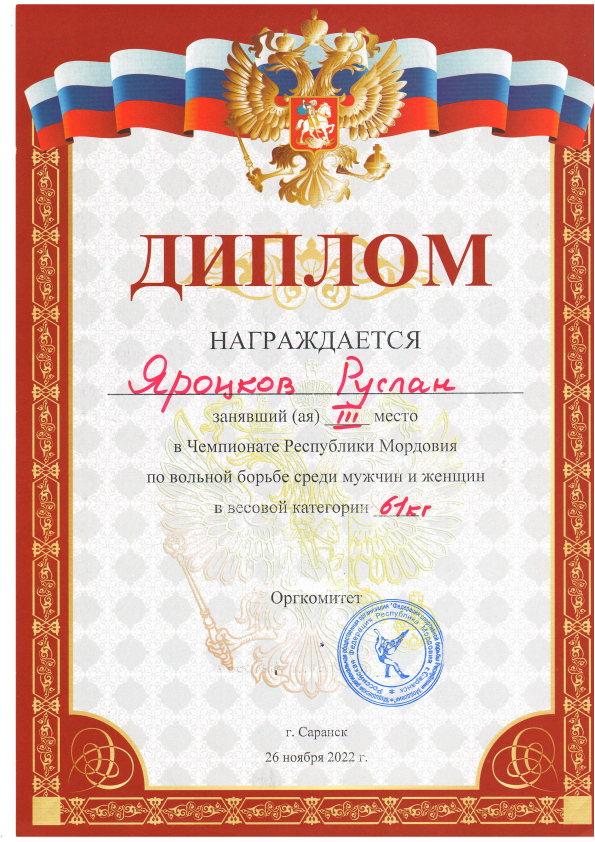 ДИПЛОМ
НАГРАЖДАЕТСЯ
Яроцков Руслан
занявший (ая) III место
в Чемпионате Республики Мордовия
по вольной борьбе среди мужчин и женщин
в весовой категории 61кг
Оргкомитет
г. Саранск
26 ноября 2022 г.